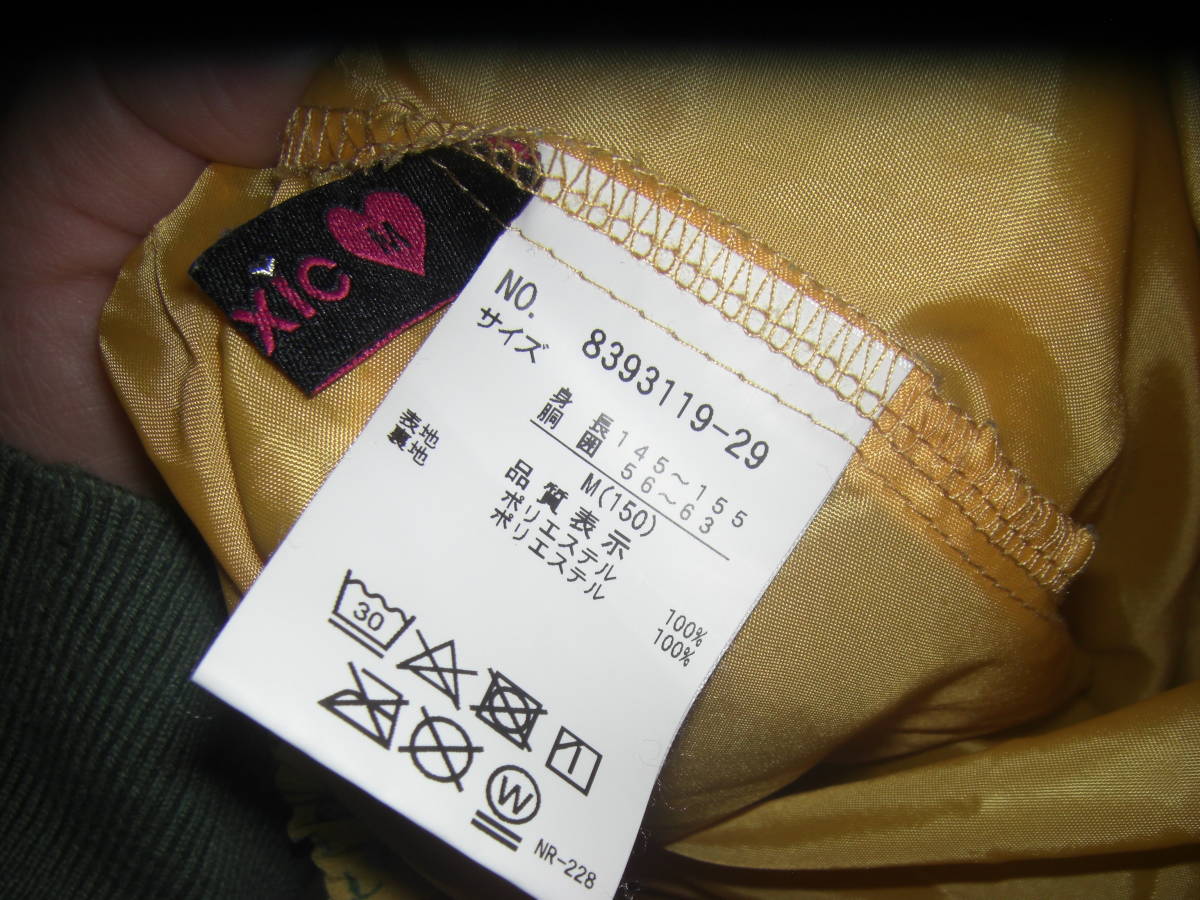 xic
M
NO. 8393119-29
サイズ
身長 145～155
胴囲 56～63
M(150)
品質表示
表地 ポリエステル 100%
裏地 ポリエステル 100%
30
W
NR-228